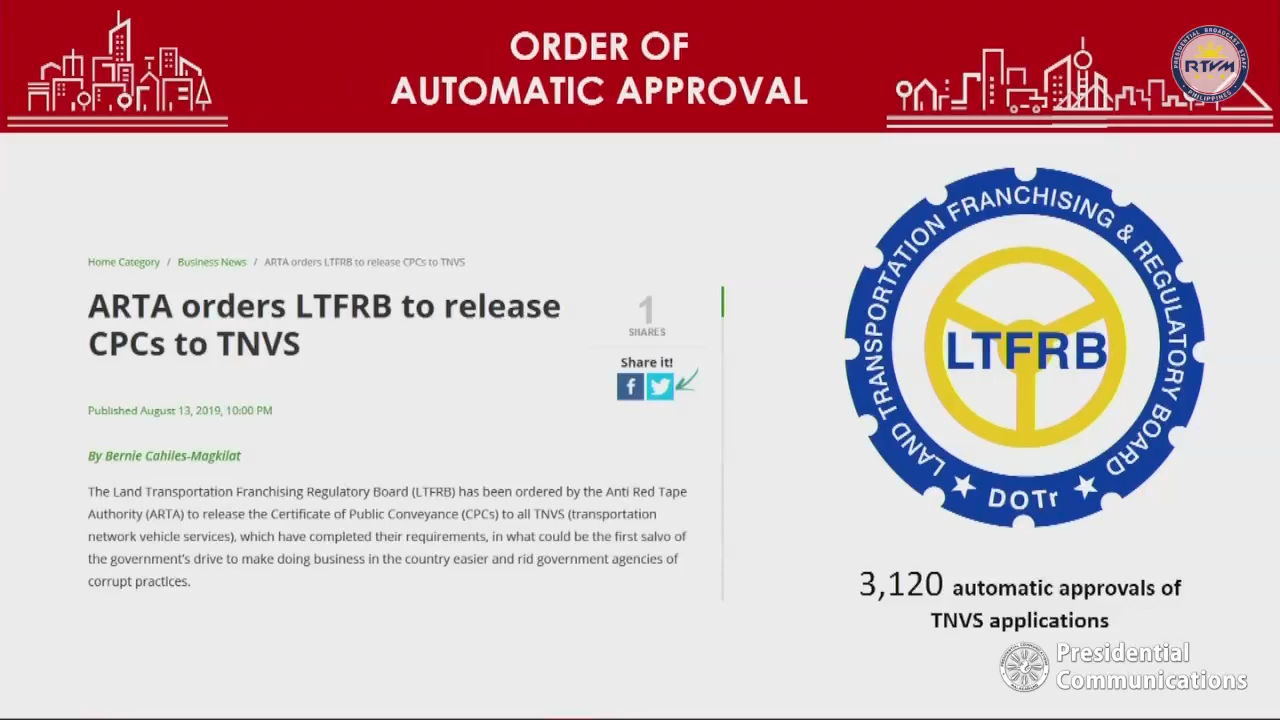 ORDER OF
AUTOMATIC APPROVAL
PRESIDENTIAL BROADCAST STAFF
RTVM
PHILIPPINES
Home Category / Business News / ARTA orders LTFRB to release CPCs to TNVS
ARTA orders LTFRB to release
CPCs to TNVS
1
SHARES
Share it!
Published August 13, 2019, 10:00 PM
By Bernie Cahiles-Magkilat
The Land Transportation Franchising Regulatory Board (LTFRB) has been ordered by the Anti Red Tape
Authority (ARTA) to release the Certificate of Public Conveyance (CPCs) to all TNVS (transportation
network vehicle services), which have completed their requirements, in what could be the first salvo of
the government's drive to make doing business in the country easier and rid government agencies of
corrupt practices.
LAND TRANSPORTATION FRANCHISING & REGULATORY BOARD
LTFRB
DOTr
3,120 automatic approvals of
TNVS applications
Presidential
Communications